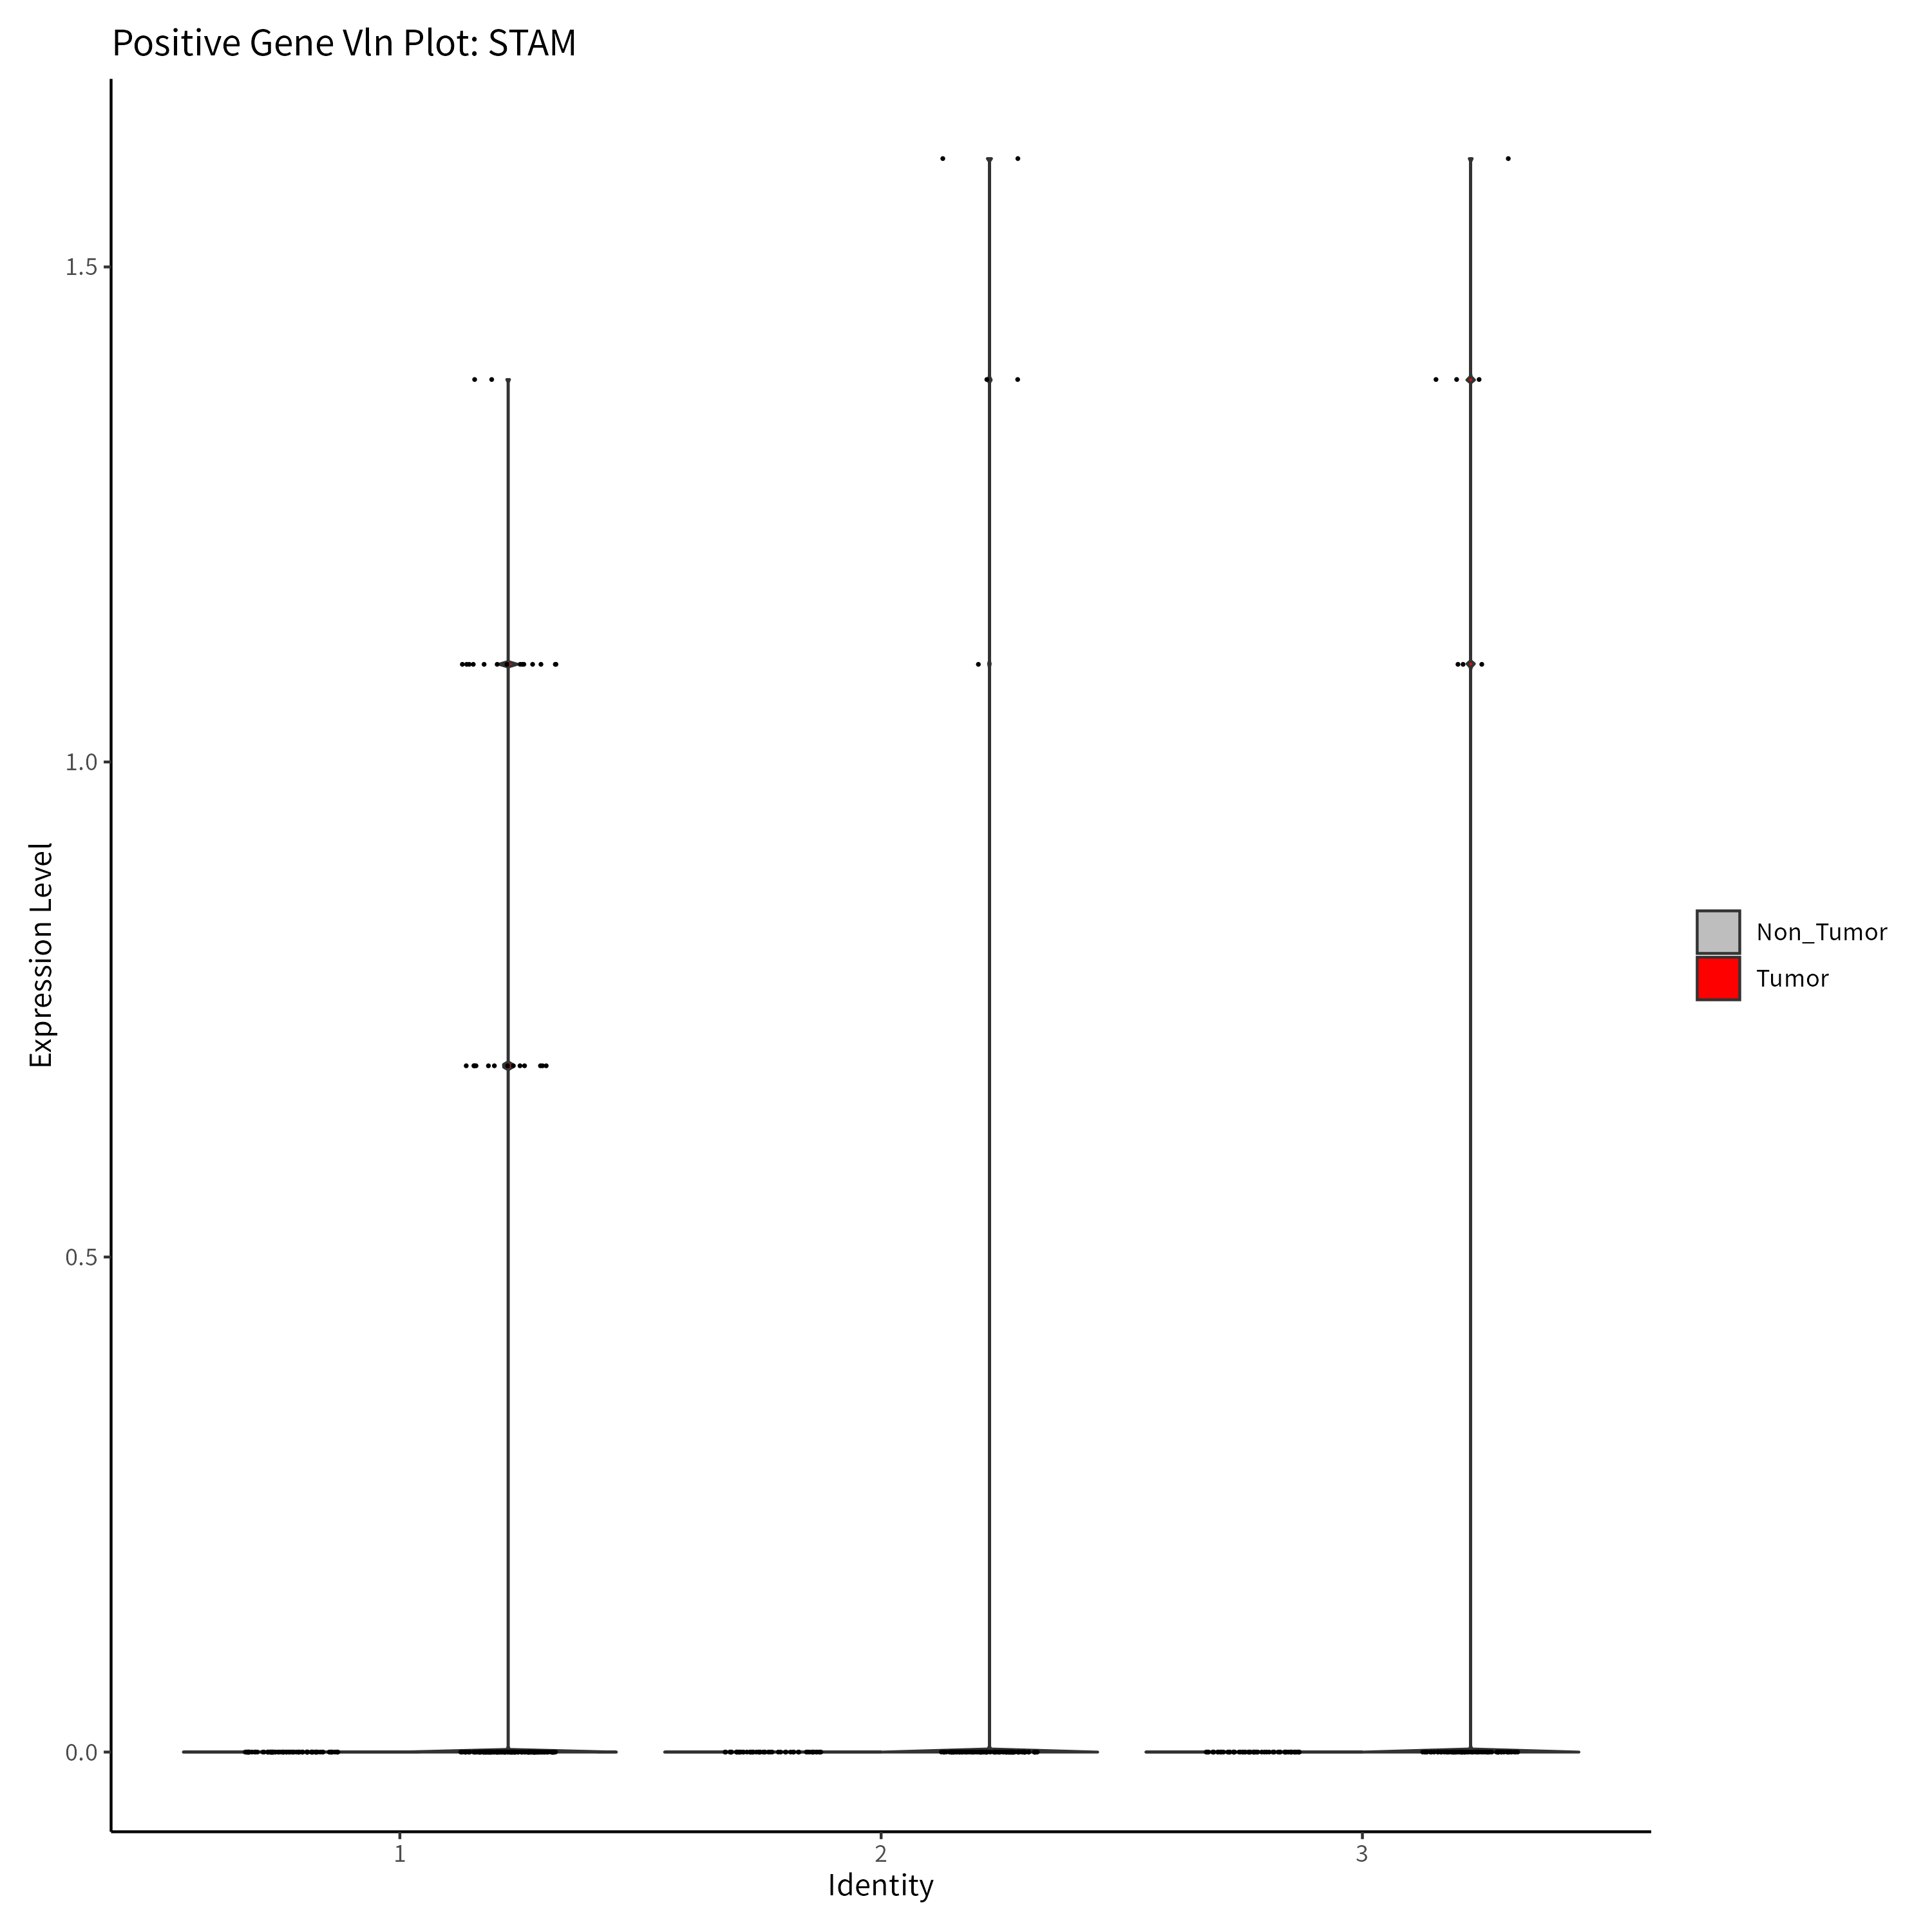 Positive Gene Vln Plot: STAM
1.5
1.0
0.5
0.0
Expression Level
1
2
3
Identity
Non_Tumor
Tumor